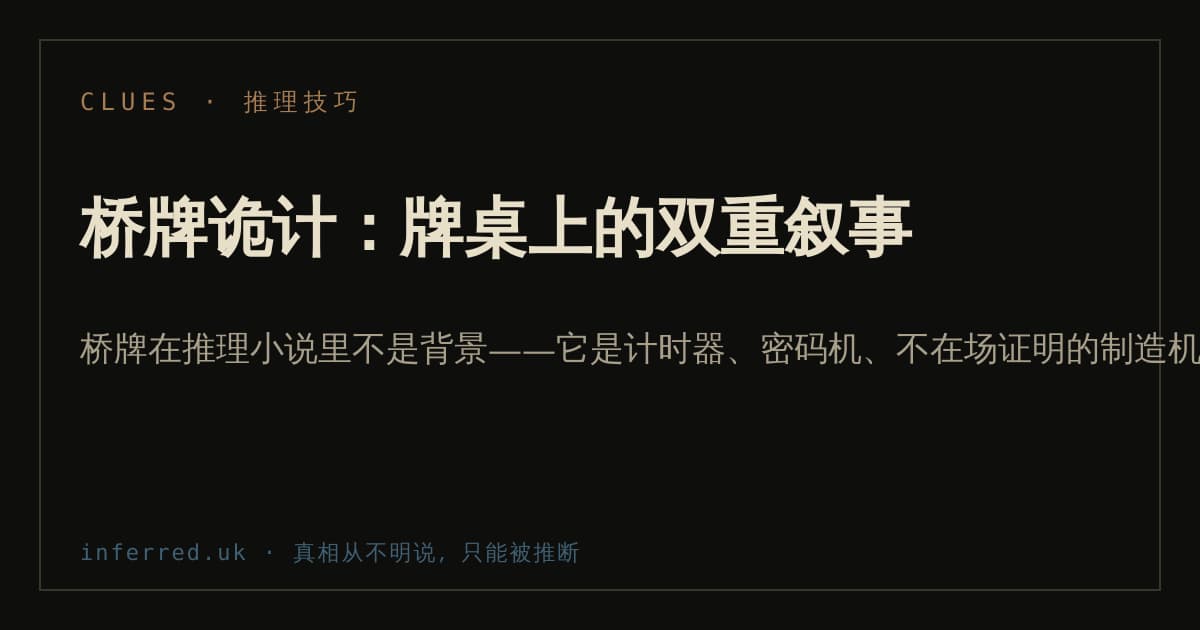 CLUES · 推理技巧
桥牌诡计：牌桌上的双重叙事
桥牌在推理小说里不是背景——它是计时器、密码机、不在场证明的制造机
inferred.uk · 真相从不明说，只能被推断